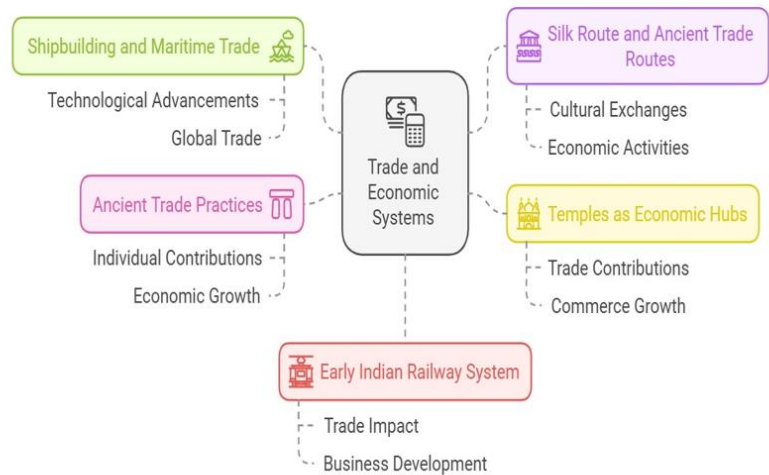 Shipbuilding and Maritime Trade
Technological Advancements
Global Trade
Ancient Trade Practices
Individual Contributions
Economic Growth
$
Trade and
Economic
Systems
Silk Route and Ancient Trade
Routes
Cultural Exchanges
Economic Activities
Temples as Economic Hubs
Trade Contributions
Commerce Growth
Early Indian Railway System
Trade Impact
Business Development